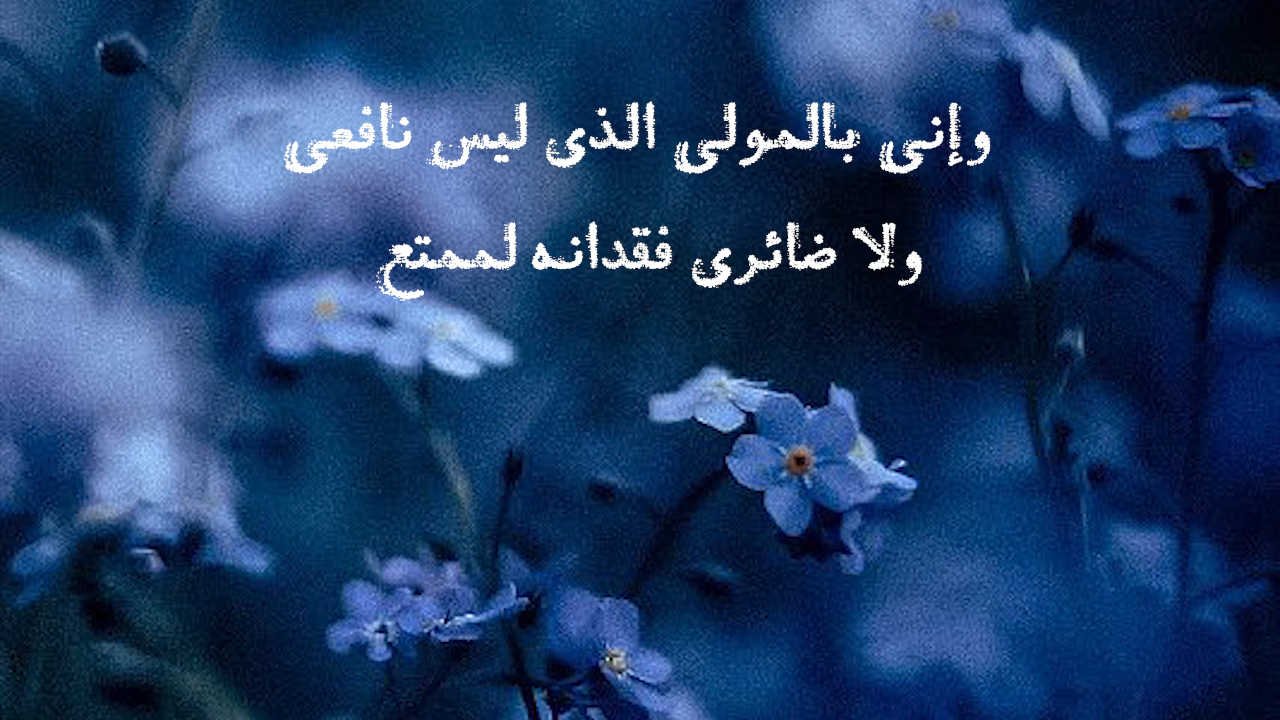 وإنى بالمولى الذى ليس نافعى
ولا ضائرى فقدانه لممتع